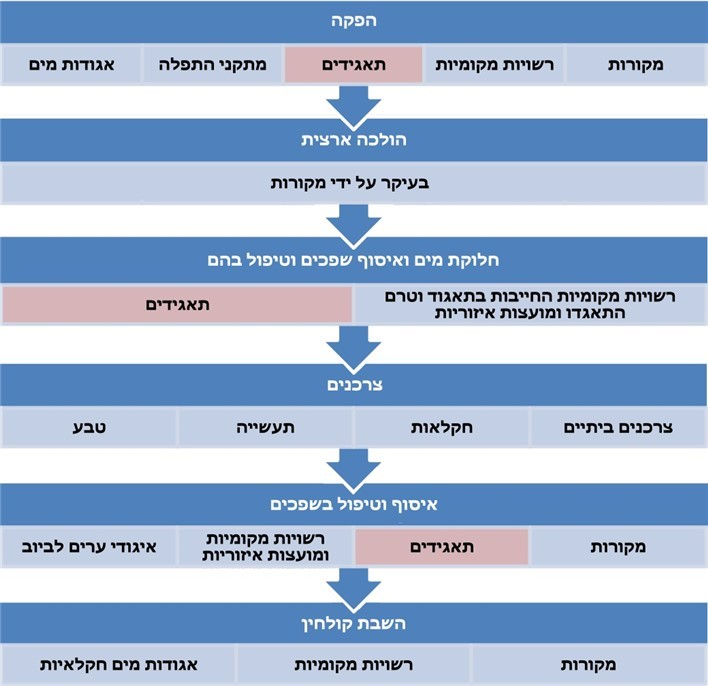 הפקה
מקורות
רשויות מקומיות
תאגידים
מתקני התפלה
אגודות מים
הולכה ארצית
בעיקר על ידי מקורות
חלוקת מים ואיסוף שפכים וטיפול בהם
רשויות מקומיות החייבות בתאגוד וטרם
התאגדו ומועצות איזוריות
תאגידים
צרכנים
צרכנים ביתיים
חקלאות
תעשייה
טבע
איסוף וטיפול בשפכים
מקורות
תאגידים
רשויות מקומיות
ומועצות איזוריות
איגודי ערים לביוב
השבת קולחין
מקורות
רשויות מקומיות
אגודות מים חקלאיות